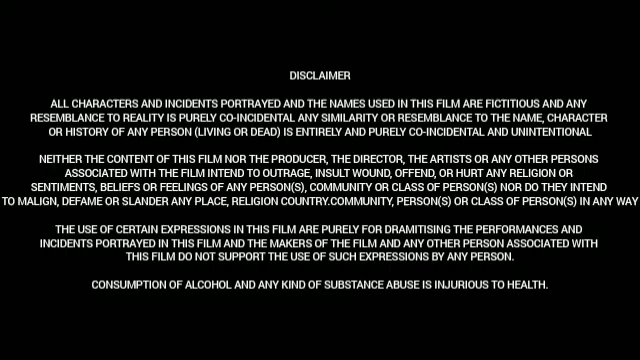 DISCLAIMER
ALL CHARACTERS AND INCIDENTS PORTRAYED AND THE NAMES USED IN THIS FILM ARE FICTITIOUS AND ANY
RESEMBLANCE TO REALITY IS PURELY CO-INCIDENTAL ANY SIMILARITY OR RESEMBLANCE TO THE NAME, CHARACTER
OR HISTORY OF ANY PERSON (LIVING OR DEAD) IS ENTIRELY AND PURELY CO-INCIDENTAL AND UNINTENTIONAL
NEITHER THE CONTENT OF THIS FILM NOR THE PRODUCER, THE DIRECTOR, THE ARTISTS OR ANY OTHER PERSONS
ASSOCIATED WITH THE FILM INTEND TO OUTRAGE, INSULT WOUND, OFFEND, OR HURT ANY RELIGION OR
SENTIMENTS, BELIEFS OR FEELINGS OF ANY PERSON(S), COMMUNITY OR CLASS OF PERSON(S) NOR DO THEY INTEND
TO MALIGN, DEFAME OR SLANDER ANY PLACE, RELIGION COUNTRY.COMMUNITY, PERSON(S) OR CLASS OF PERSON(S) IN ANY WAY
THE USE OF CERTAIN EXPRESSIONS IN THIS FILM ARE PURELY FOR DRAMITISING THE PERFORMANCES AND
INCIDENTS PORTRAYED IN THIS FILM AND THE MAKERS OF THE FILM AND ANY OTHER PERSON ASSOCIATED WITH
THIS FILM DO NOT SUPPORT THE USE OF SUCH EXPRESSIONS BY ANY PERSON.
CONSUMPTION OF ALCOHOL AND ANY KIND OF SUBSTANCE ABUSE IS INJURIOUS TO HEALTH.